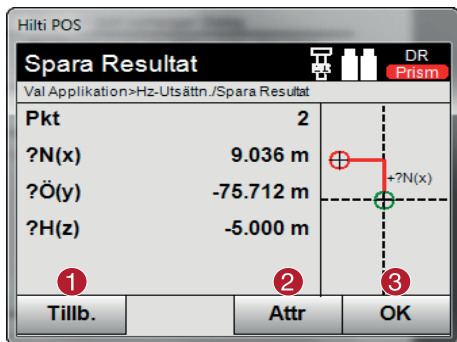 Hilti POS
Spara Resultat
DR
Prism
Val Applikation>Hz-Utsättn./Spara Resultat
Pkt 2
?N(x) 9.036 m
?Ö(y) -75.712 m
?H(z) -5.000 m
+?N(x)
1 2 3
Tillb. Attr OK